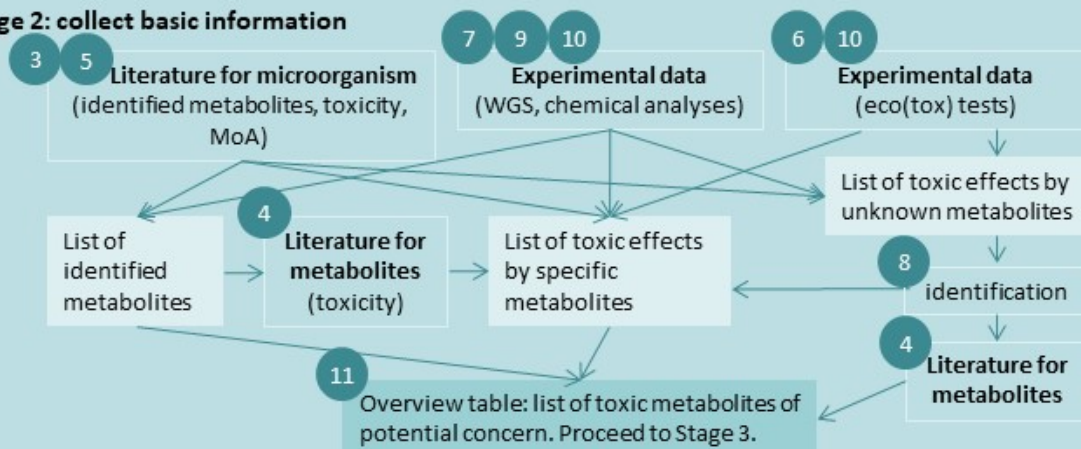 ge 2: collect basic information
3 5
Literature for microorganism
(identified metabolites, toxicity,
MoA)
7 9 10
Experimental data
(WGS, chemical analyses)
6 10
Experimental data
(eco(tox) tests)
List of toxic effects by
unknown metabolites
List of
identified
metabolites
4
Literature for
metabolites
(toxicity)
List of toxic effects
by specific
metabolites
8
identification
4
Literature for
metabolites
11
Overview table: list of toxic metabolites of
potential concern. Proceed to Stage 3.